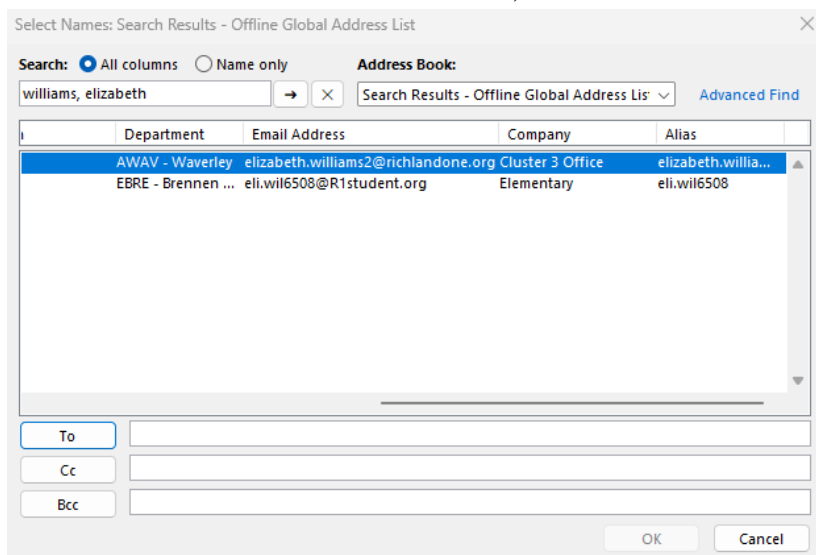 Select Names: Search Results - Offline Global Address List
Search: All columns Name only Address Book:
williams, elizabeth Search Results - Offline Global Address Lis Advanced Find
Department Email Address Company Alias
AWAV - Waverley elizabeth.williams2@richlandone.org Cluster 3 Office elizabeth.willia...
EBRE - Brennen ... eli.wil6508@R1student.org Elementary eli.wil6508
To
Cc
Bcc
OK Cancel